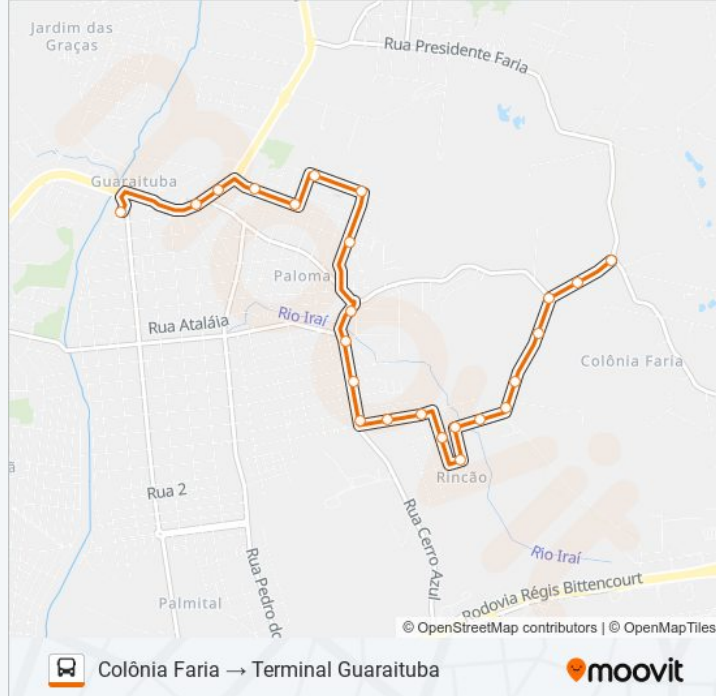 Jardim das
Graças
Rua Presidente Faria
Guaraituba
Paloma
Rua Ataláia
Rio Iraí
Colônia Faria
ã
Rua 2
Rincão
Rua Cerro Azul
Rio Iraí
Rua Pedro do
Rodovia Régis Bittencourt
Palmital
© OpenStreetMap contributors | © OpenMapTiles
Colônia Faria → Terminal Guaraituba
moovit